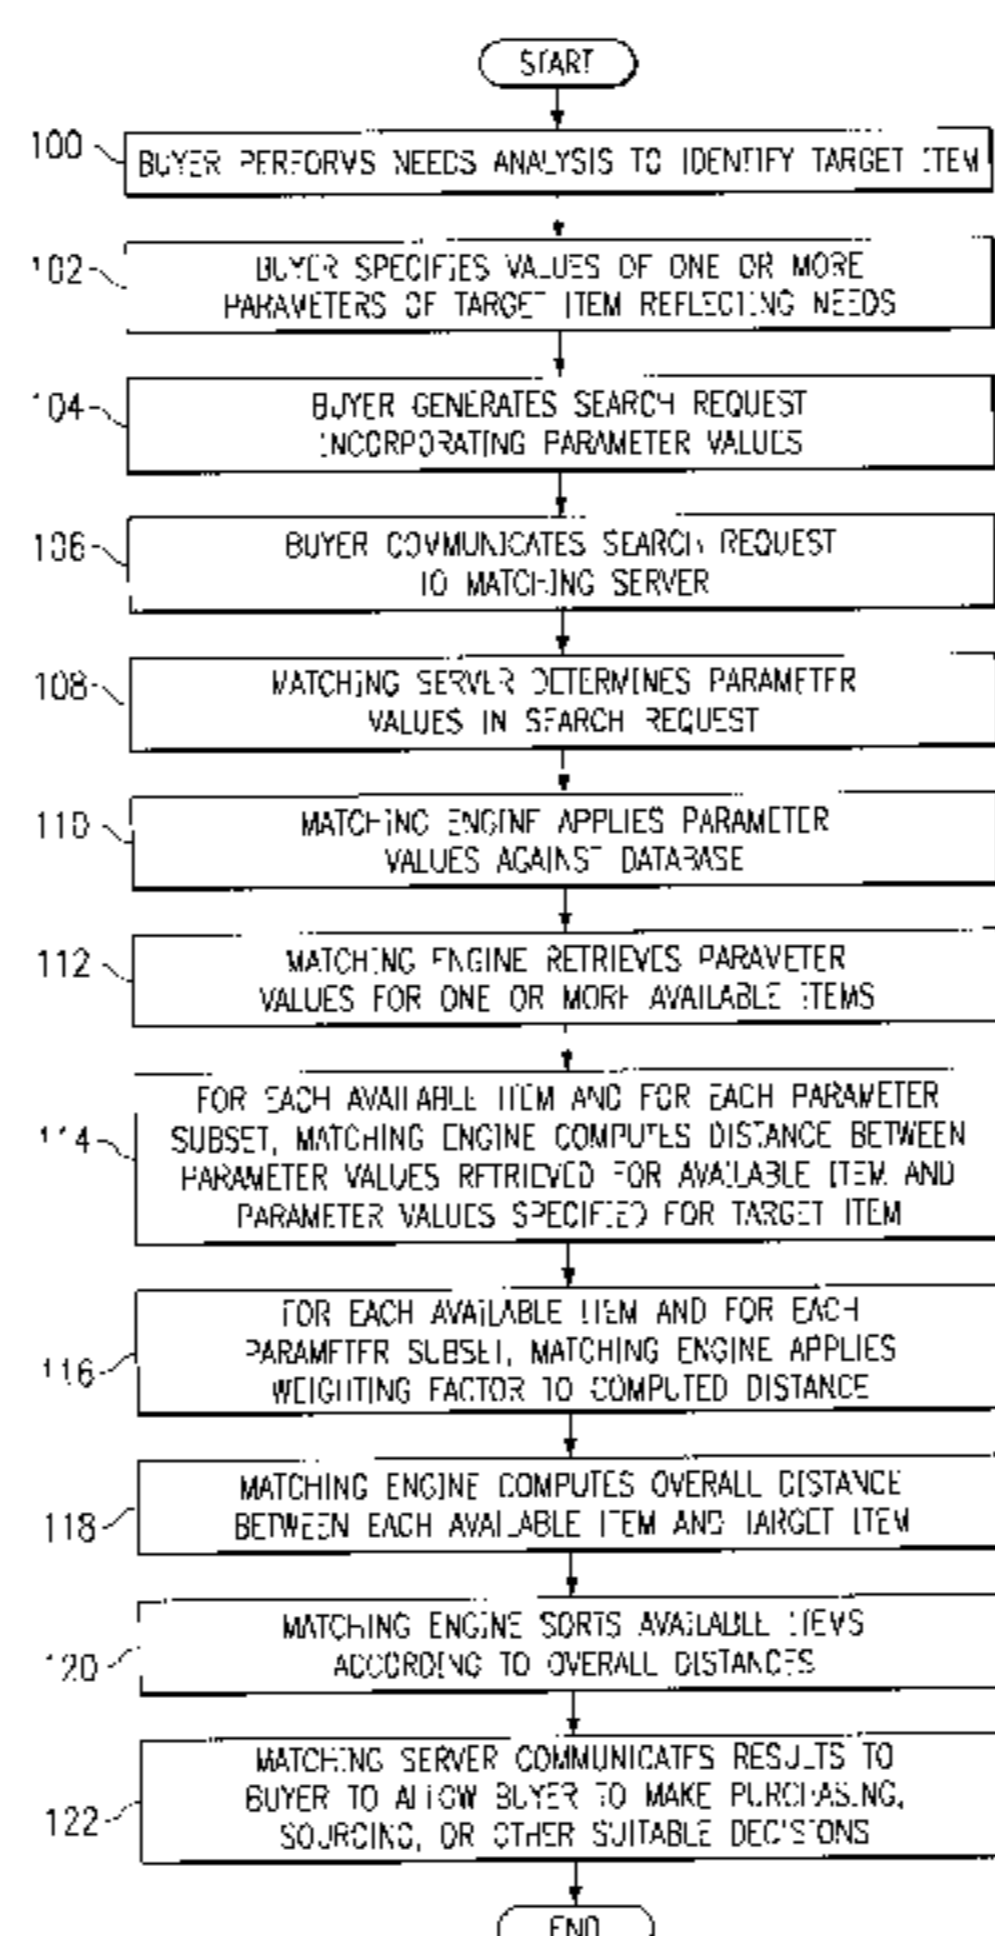 START
100
BUYER PERFORMS NEEDS ANALYSIS TO IDENTIFY TARGET ITEM
102
BUYER SPECIFIES VALUES OF ONE OR MORE
PARAMETERS OF TARGET ITEM REFLECTING NEEDS
104
BUYER GENERATES SEARCH REQUEST
INCORPORATING PARAMETER VALUES
106
BUYER COMMUNICATES SEARCH REQUEST
TO MATCHING SERVER
108
MATCHING SERVER DETERMINES PARAMETER
VALUES IN SEARCH REQUEST
110
MATCHING ENGINE APPLIES PARAMETER
VALUES AGAINST DATABASE
112
MATCHING ENGINE RETRIEVES PARAMETER
VALUES FOR ONE OR MORE AVAILABLE ITEMS
114
FOR EACH AVAILABLE ITEM AND FOR EACH PARAMETER
SUBSET, MATCHING ENGINE COMPUTES DISTANCE BETWEEN
PARAMETER VALUES RETRIEVED FOR AVAILABLE ITEM AND
PARAMETER VALUES SPECIFIED FOR TARGET ITEM
116
FOR EACH AVAILABLE ITEM AND FOR EACH
PARAMETER SUBSET, MATCHING ENGINE APPLIES
WEIGHTING FACTOR TO COMPUTED DISTANCE
118
MATCHING ENGINE COMPUTES OVERALL DISTANCE
BETWEEN EACH AVAILABLE ITEM AND TARGET ITEM
120
MATCHING ENGINE SORTS AVAILABLE ITEMS
ACCORDING TO OVERALL DISTANCES
122
MATCHING SERVER COMMUNICATES RESULTS TO
BUYER TO ALLOW BUYER TO MAKE PURCHASING,
SOURCING, OR OTHER SUITABLE DECISIONS
END